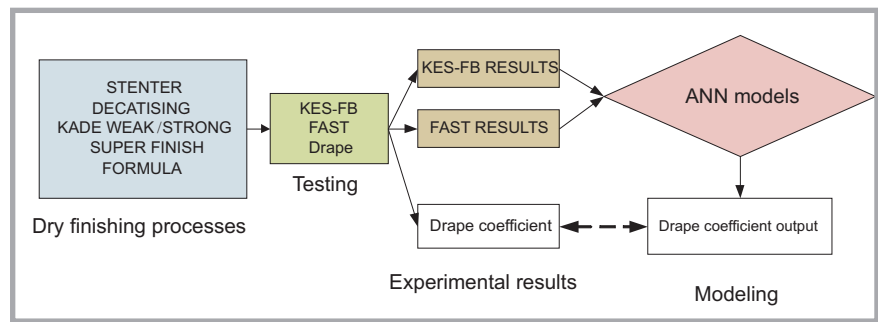 STENTER
DECATISING
KADE WEAK/STRONG
SUPER FINISH
FORMULA
Dry finishing processes
KES-FB
FAST
Drape
Testing
KES-FB RESULTS
FAST RESULTS
Drape coefficient
Experimental results
ANN models
Drape coefficient output
Modeling